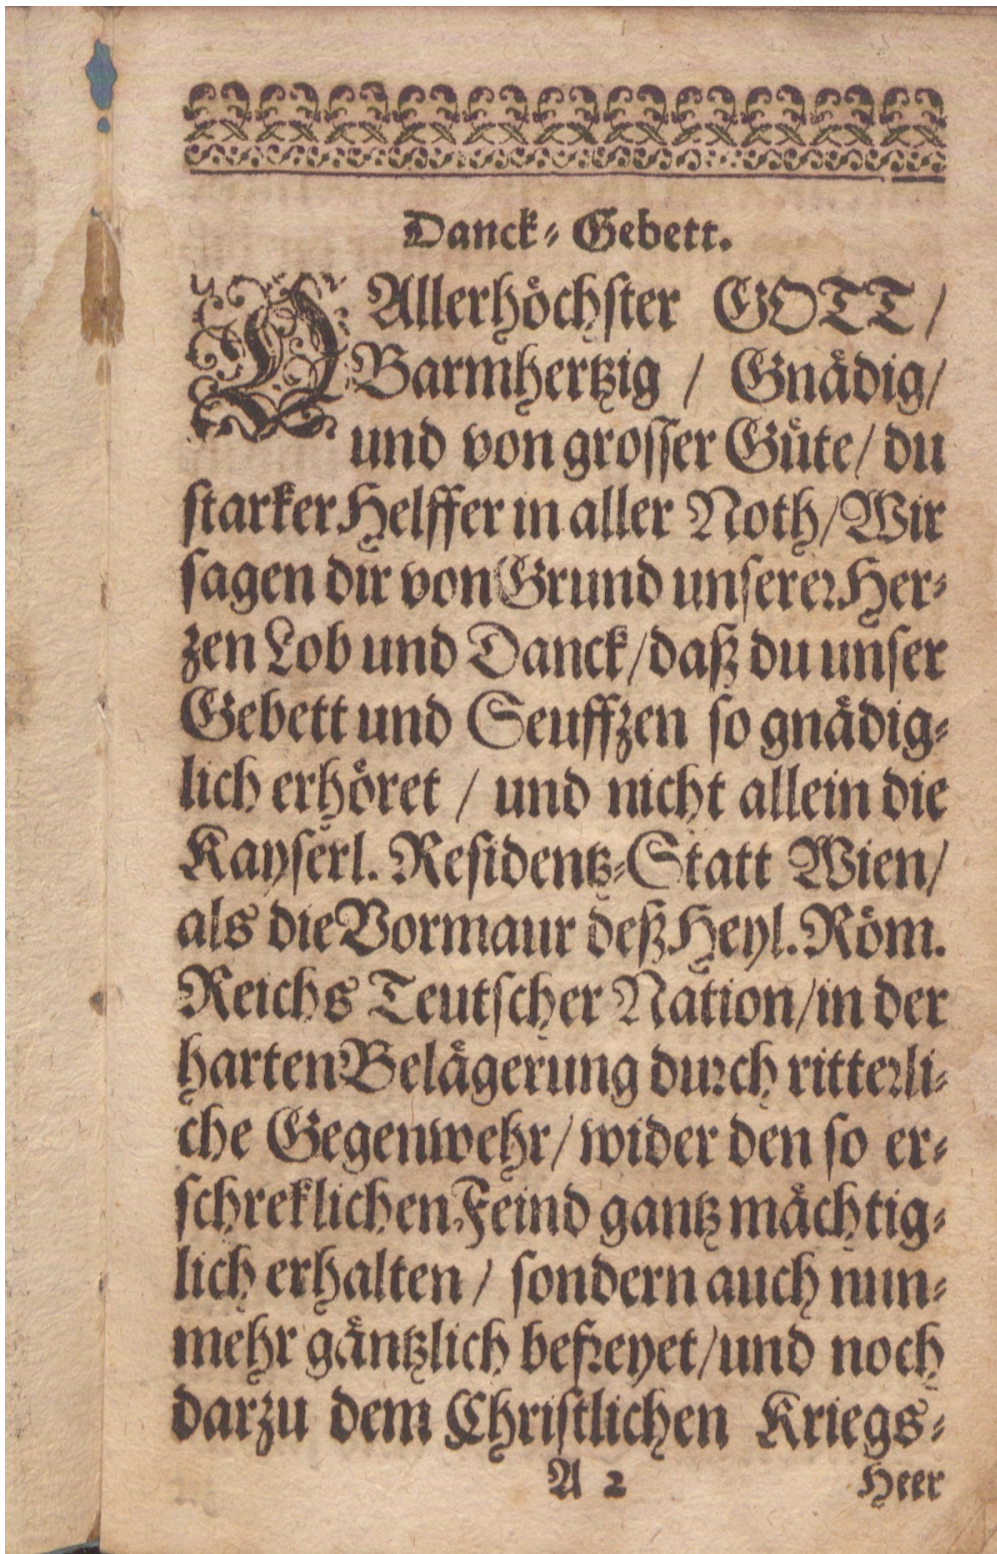 Danck-Gebett.
O Allerhöchster GOTT /
Barmhertzig / Gnädig/
und von grosser Güte/ du
starker Helffer in aller Noth/Wir
sagen dir von Grund unserer Her-
zen Lob und Danck/daß du unser
Gebett und Seuffzen so gnädig-
lich erhöret / und nicht allein die
Kayserl. Residentz-Statt Wien/
als die Vormaur deß Heyl. Röm.
Reichs Teutscher Nation/in der
harten Belägerung durch ritterli-
che Gegenwehr/ wider den so er-
schreklichen Feind gantz mächtig-
lich erhalten / sondern auch nun-
mehr gäntzlich befreyet/und noch
darzu dem Christlichen Kriegs-
A 2 Heer